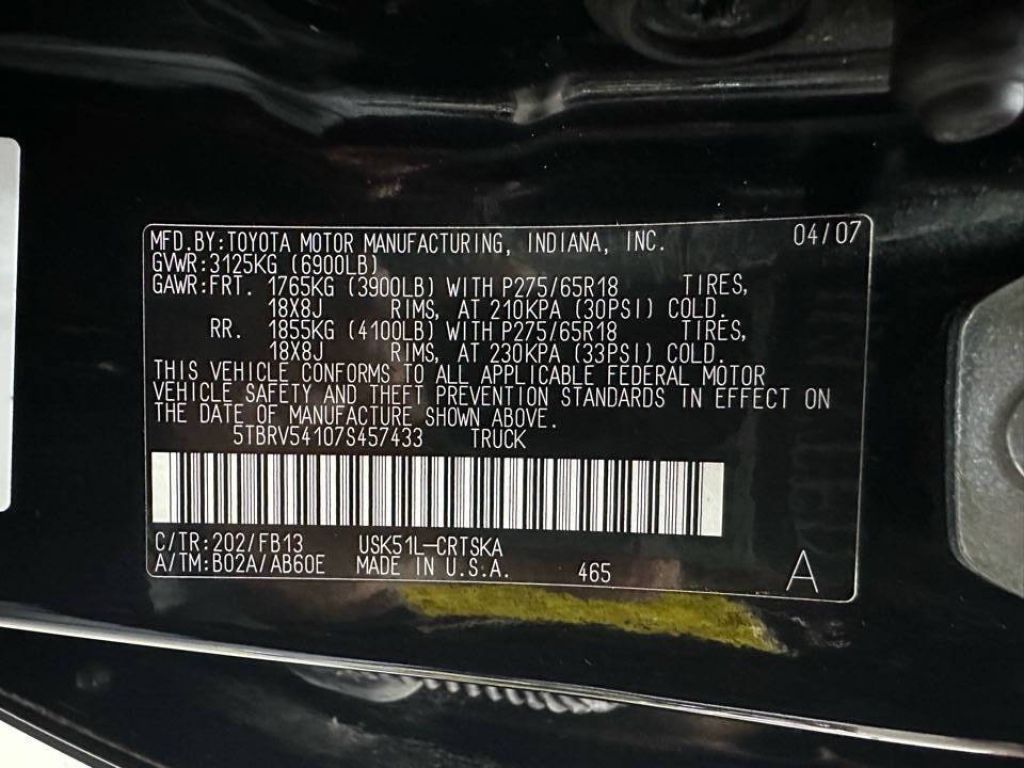 04/07
MFD.BY:TOYOTA MOTOR MANUFACTURING, INDIANA, INC.
GVWR:3125KG (6900LB)
GAWR:FRT. 1765KG (3900LB) WITH P275/65R18 TIRES,
18X8J RIMS, AT 210KPA (30PSI) COLD.
RR. 1855KG (4100LB) WITH P275/65R18 TIRES,
18X8J RIMS, AT 230KPA (33PSI) COLD.
THIS VEHICLE CONFORMS TO ALL APPLICABLE FEDERAL MOTOR
VEHICLE SAFETY AND THEFT PREVENTION STANDARDS IN EFFECT ON
THE DATE OF MANUFACTURE SHOWN ABOVE.
5TBRV54107S457433 TRUCK
C/TR:202/FB13 USK51L-CRTSKA
A/TM:B02A/AB60E MADE IN U.S.A. 465 A